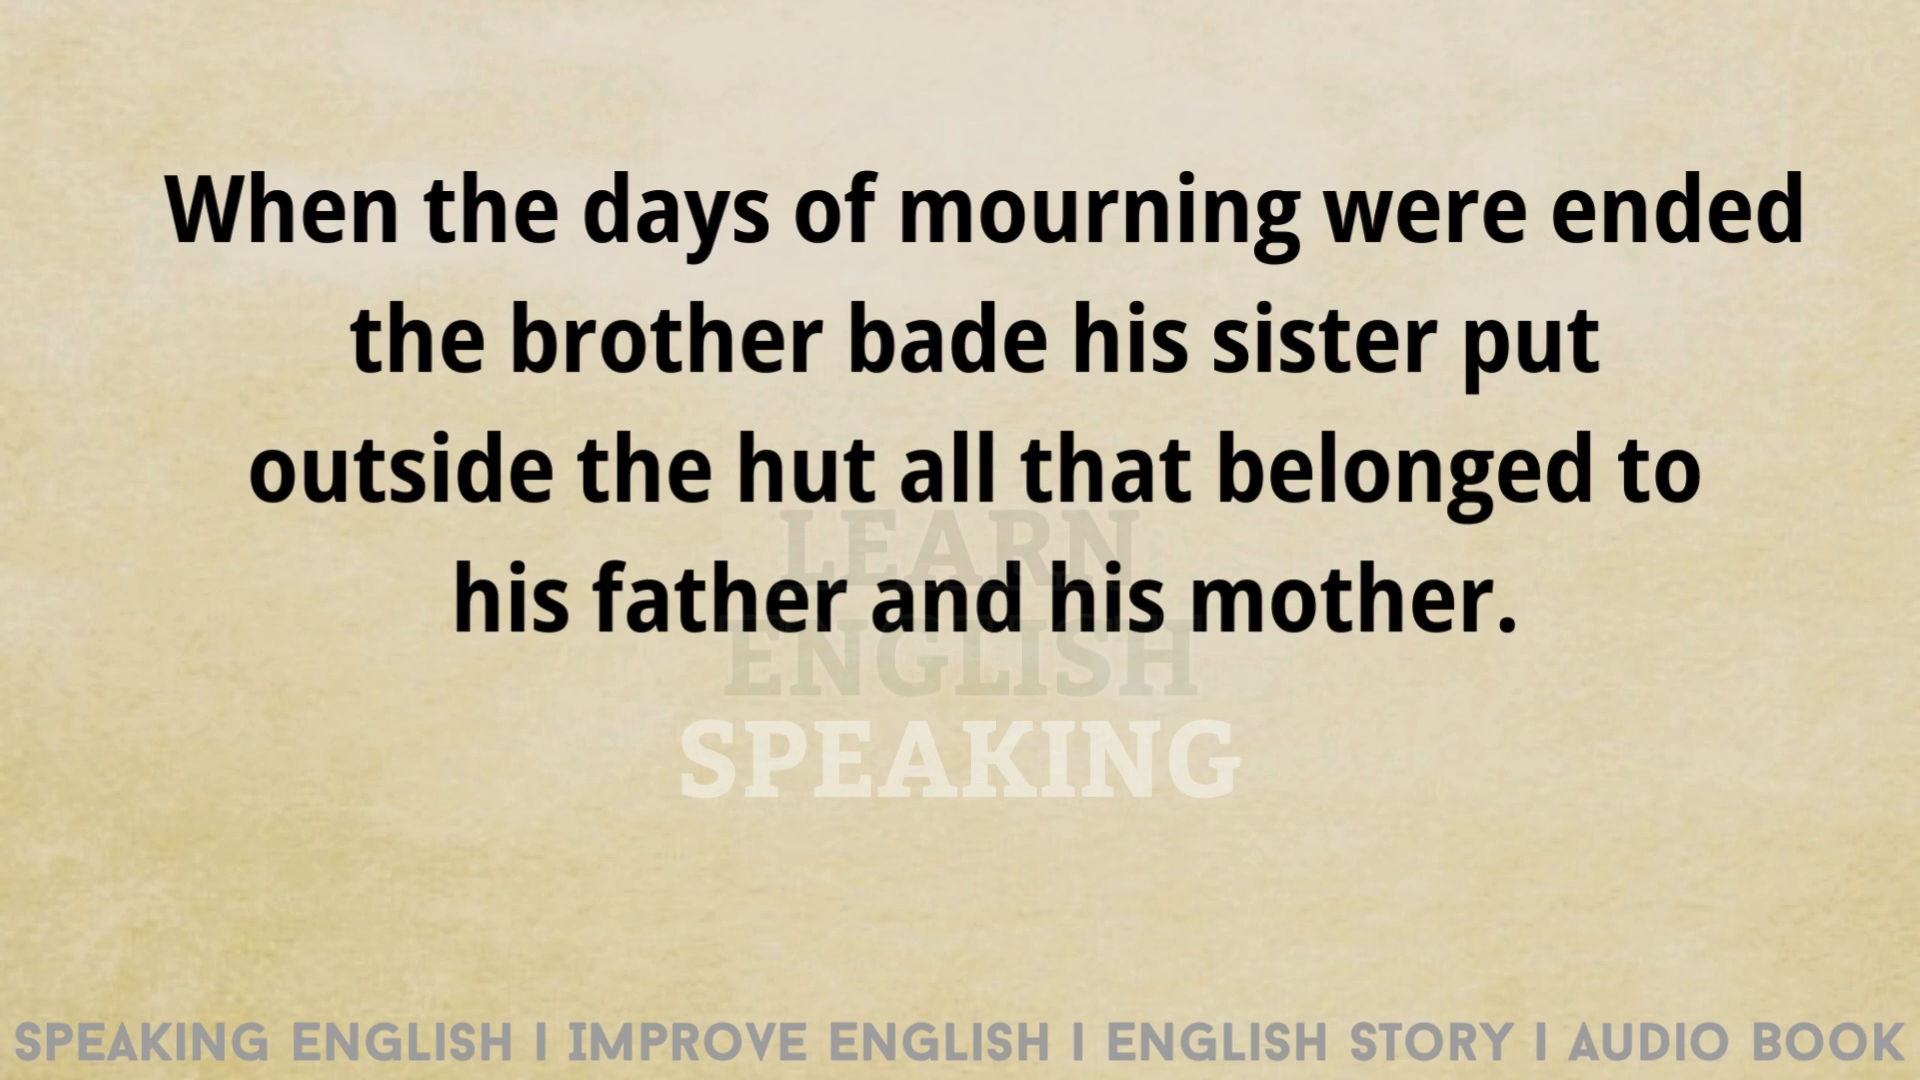 When the days of mourning were ended
the brother bade his sister put
outside the hut all that belonged to
his father and his mother.
LEARN
ENGLISH
SPEAKING
SPEAKING ENGLISH I IMPROVE ENGLISH I ENGLISH STORY I AUDIO BOOK